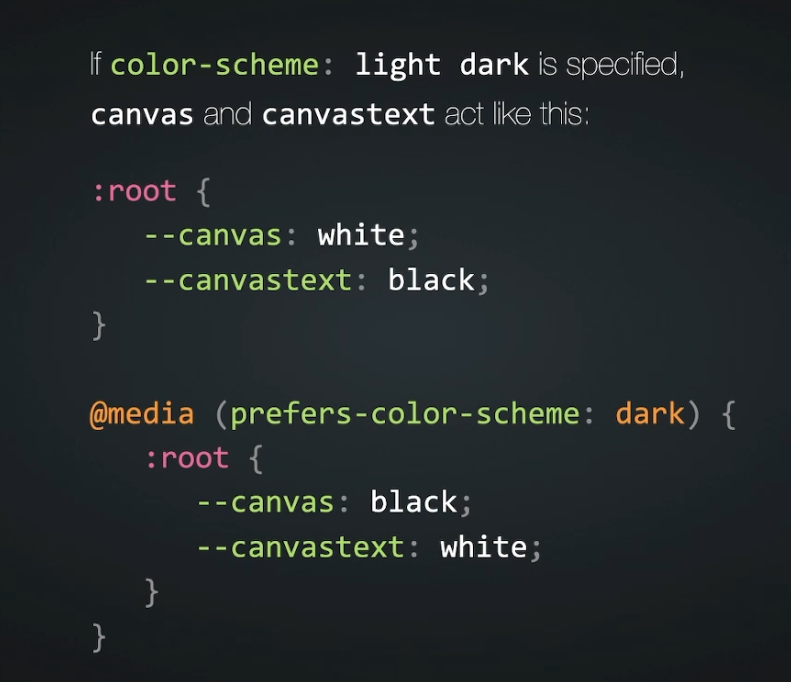 If color-scheme: light dark is specified,
canvas and canvastext act like this:
:root {
--canvas: white;
--canvastext: black;
}
@media (prefers-color-scheme: dark) {
:root {
--canvas: black;
--canvastext: white;
}
}